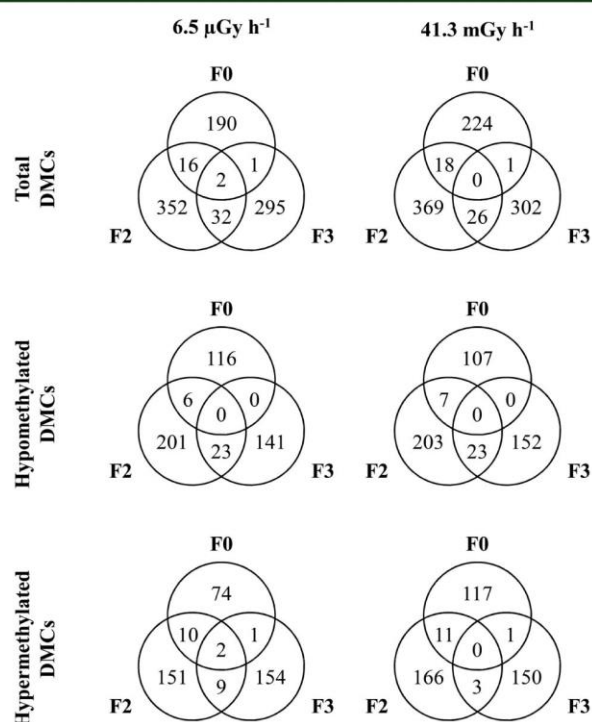 6.5 µGy h⁻¹ 41.3 mGy h⁻¹
Total
DMCs
F0
190
16 1
2
352 32 295
F2 F3
F0
224
18 1
0
369 26 302
F2 F3
Hypomethylated
DMCs
F0
116
6 0
0
201 23 141
F2 F3
F0
107
7 0
0
203 23 152
F2 F3
Hypermethylated
DMCs
F0
74
10 1
2
151 9 154
F2 F3
F0
117
11 1
0
166 3 150
F2 F3